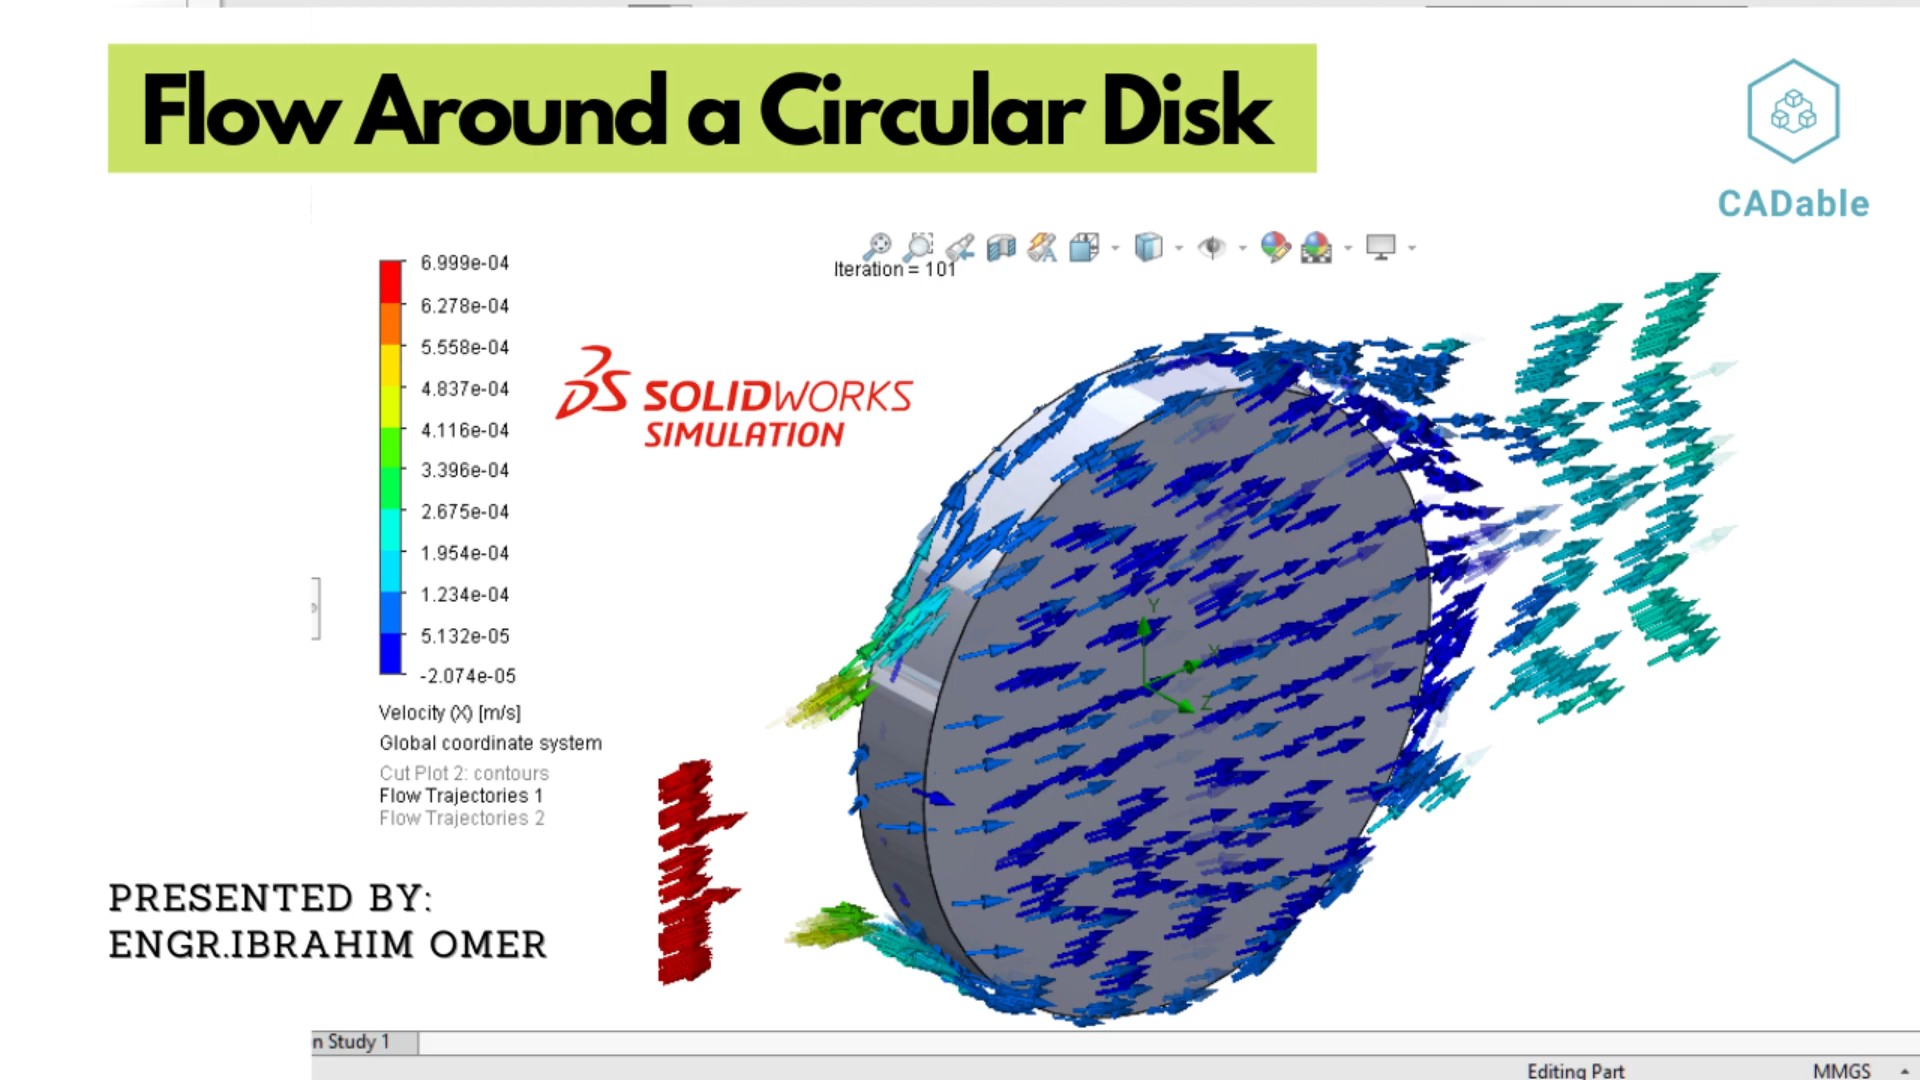 Flow Around a Circular Disk
CADable
Iteration = 101
6.999e-04
6.278e-04
5.558e-04
4.837e-04
4.116e-04
3.396e-04
2.675e-04
1.954e-04
1.234e-04
5.132e-05
-2.074e-05
Velocity (X) [m/s]
Global coordinate system
Cut Plot 2: contours
Flow Trajectories 1
Flow Trajectories 2
3DS SOLIDWORKS
SIMULATION
Y
X
Z
PRESENTED BY:
ENGR.IBRAHIM OMER
n Study 1
Editing Part
MMGS